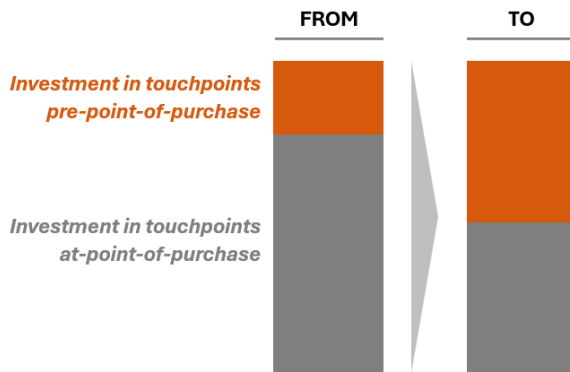 FROM
TO
Investment in touchpoints
pre-point-of-purchase
Investment in touchpoints
at-point-of-purchase